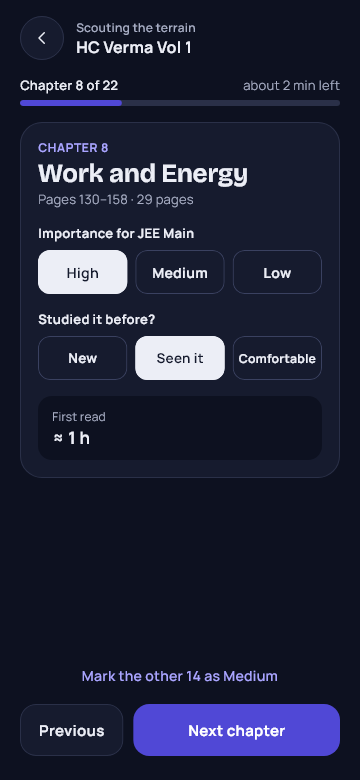 Scouting the terrain
HC Verma Vol 1
Chapter 8 of 22
about 2 min left
CHAPTER 8
Work and Energy
Pages 130–158 · 29 pages
Importance for JEE Main
High
Medium
Low
Studied it before?
New
Seen it
Comfortable
First read
≈ 1 h
Mark the other 14 as Medium
Previous
Next chapter